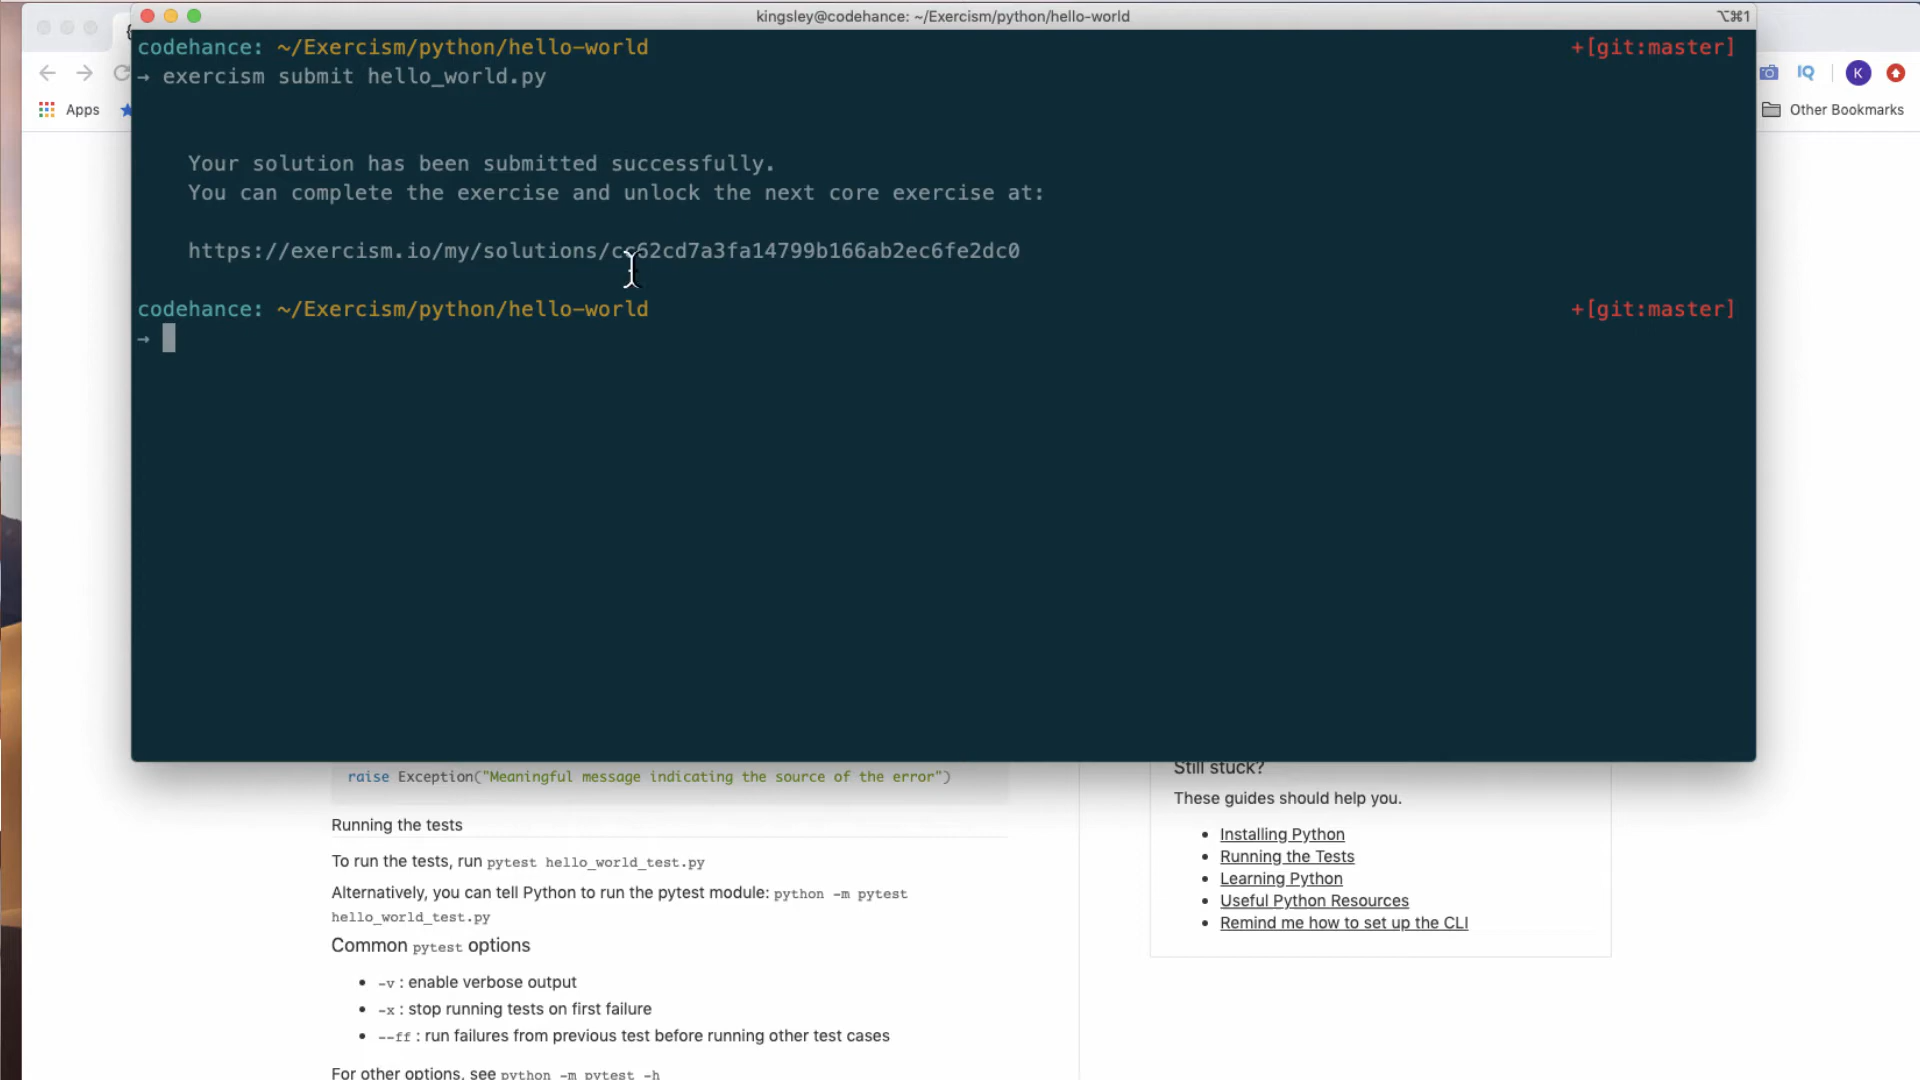 kingsley@codehance: ~/Exercism/python/hello-world
⌥⌘1
codehance: ~/Exercism/python/hello-world +[git:master]
→ exercism submit hello_world.py
Your solution has been submitted successfully.
You can complete the exercise and unlock the next core exercise at:
https://exercism.io/my/solutions/cc62cd7a3fa14799b166ab2ec6fe2dc0
codehance: ~/Exercism/python/hello-world +[git:master]
→
IQ
K
Apps
Other Bookmarks
raise Exception("Meaningful message indicating the source of the error")
Running the tests
To run the tests, run pytest hello_world_test.py
Alternatively, you can tell Python to run the pytest module: python -m pytest
hello_world_test.py
Common pytest options
• -v : enable verbose output
• -x : stop running tests on first failure
• --ff : run failures from previous test before running other test cases
For other options, see python -m pytest -h
Still stuck?
These guides should help you.
• Installing Python
• Running the Tests
• Learning Python
• Useful Python Resources
• Remind me how to set up the CLI